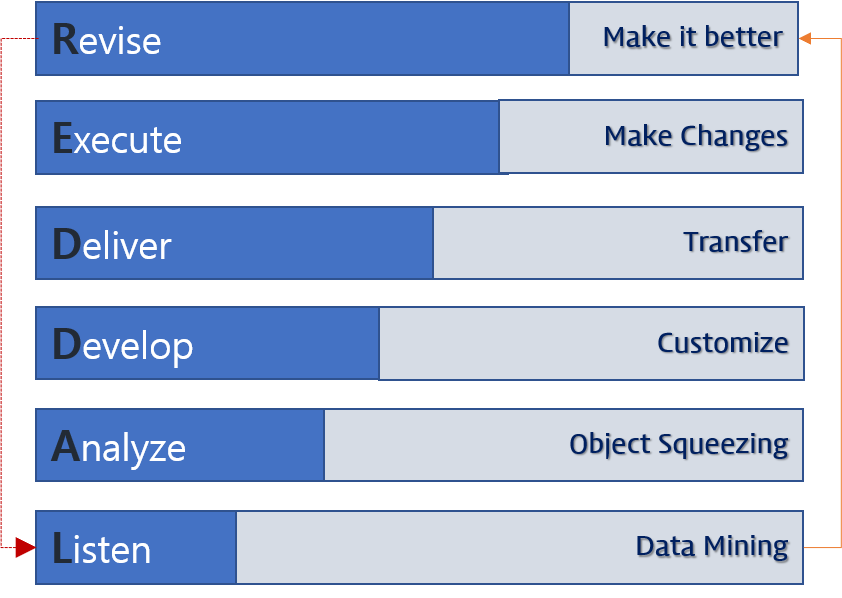 Revise Make it better
Execute Make Changes
Deliver Transfer
Develop Customize
Analyze Object Squeezing
Listen Data Mining